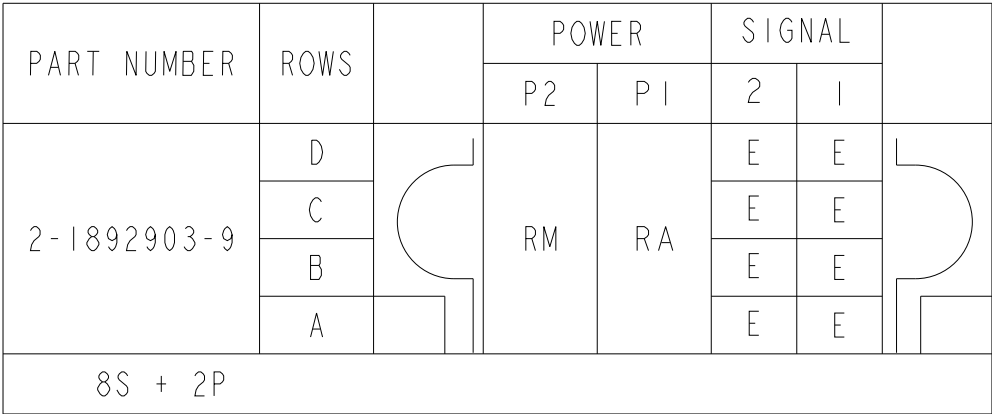 PART NUMBER ROWS POWER SIGNAL
P2 P1 2 1
D E E
C E E
2-1892903-9 RM RA
B E E
A E E
8S + 2P